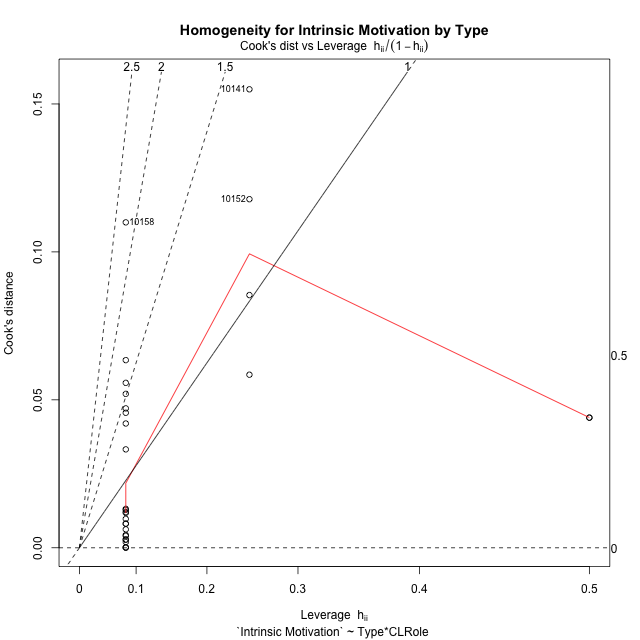 Homogeneity for Intrinsic Motivation by Type
Cook's dist vs Leverage hii/(1 − hii)
2.5 2 1.5 1
10141
10152
10158
0.15
0.10
0.05
0.00
Cook's distance
0.5
0
0 0.1 0.2 0.3 0.4 0.5
Leverage hii
`Intrinsic Motivation` ~ Type*CLRole